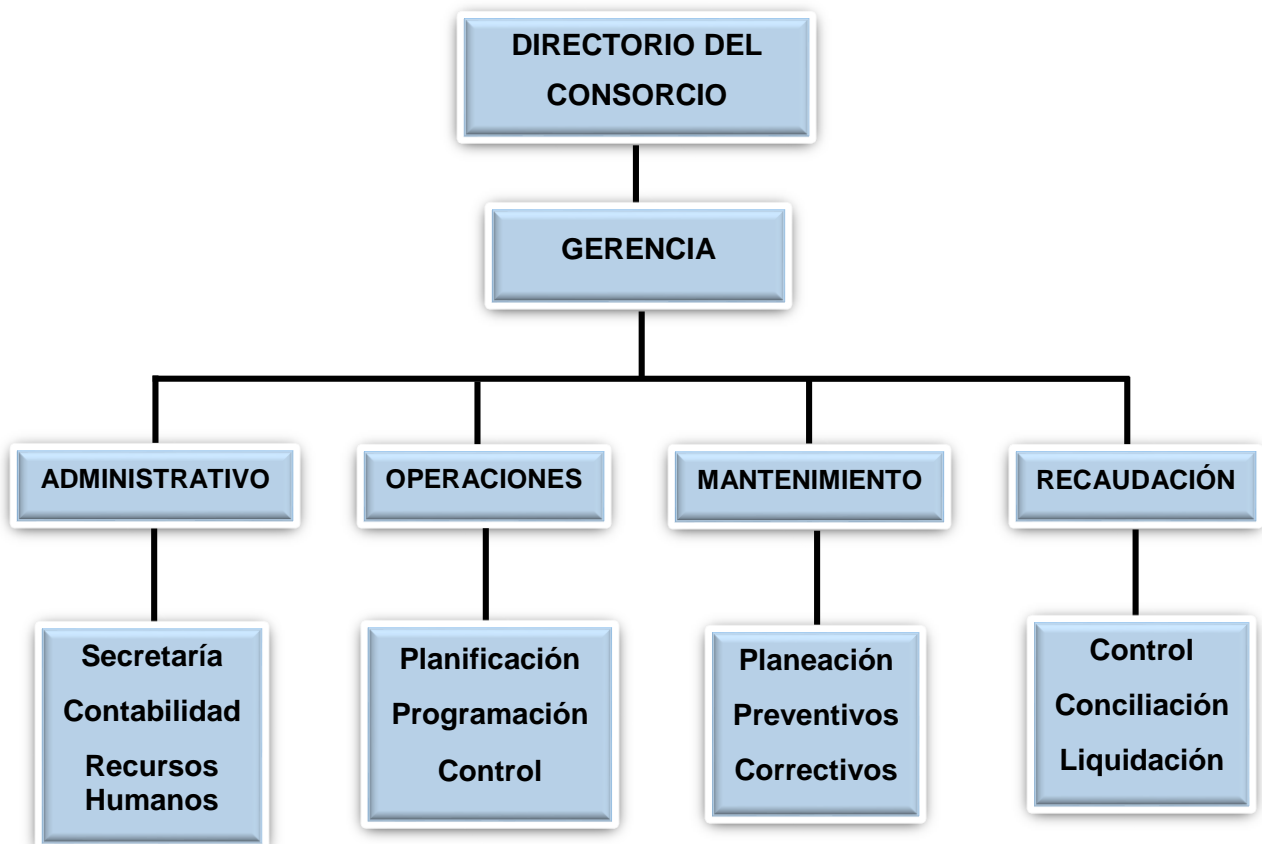 DIRECTORIO DEL
CONSORCIO
GERENCIA
ADMINISTRATIVO
OPERACIONES
MANTENIMIENTO
RECAUDACIÓN
Secretaría
Contabilidad
Recursos
Humanos
Planificación
Programación
Control
Planeación
Preventivos
Correctivos
Control
Conciliación
Liquidación